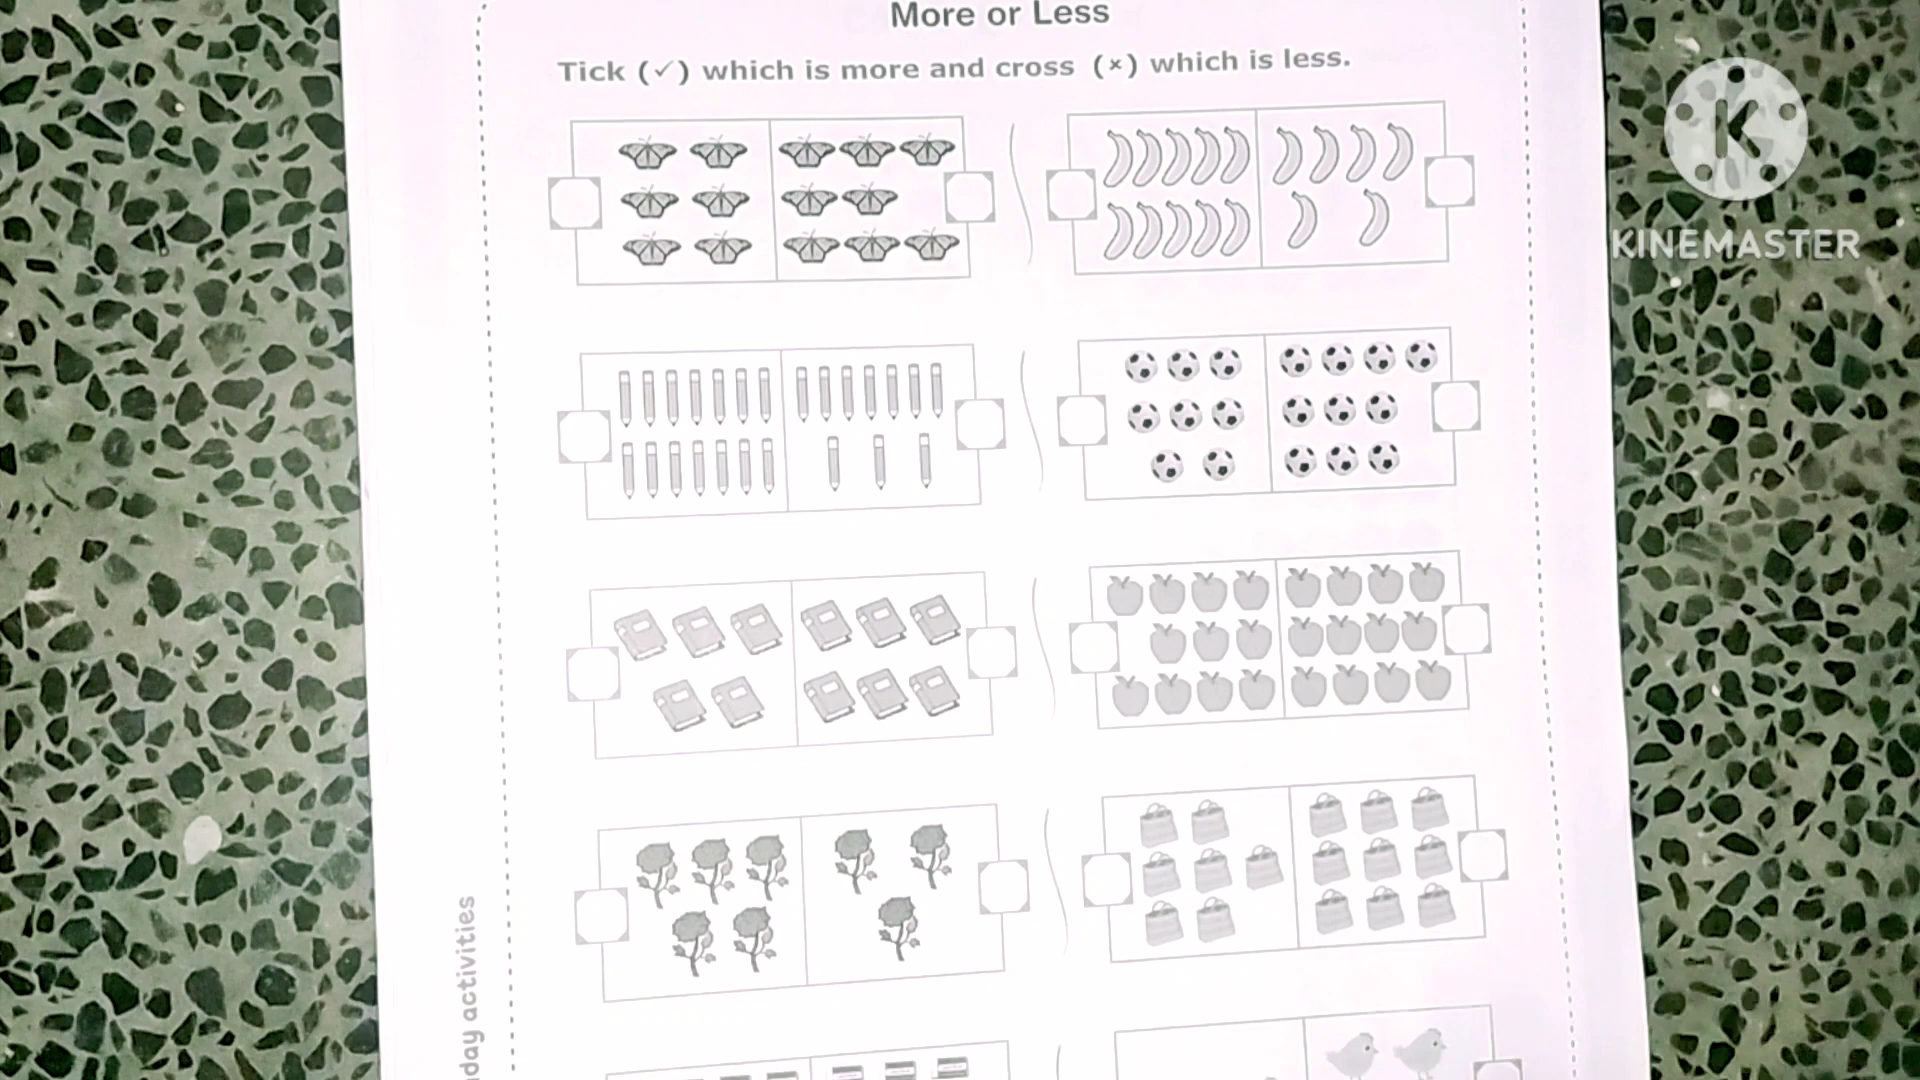 More or Less
Tick (✓) which is more and cross (×) which is less.
day activities
K
KINEMASTER